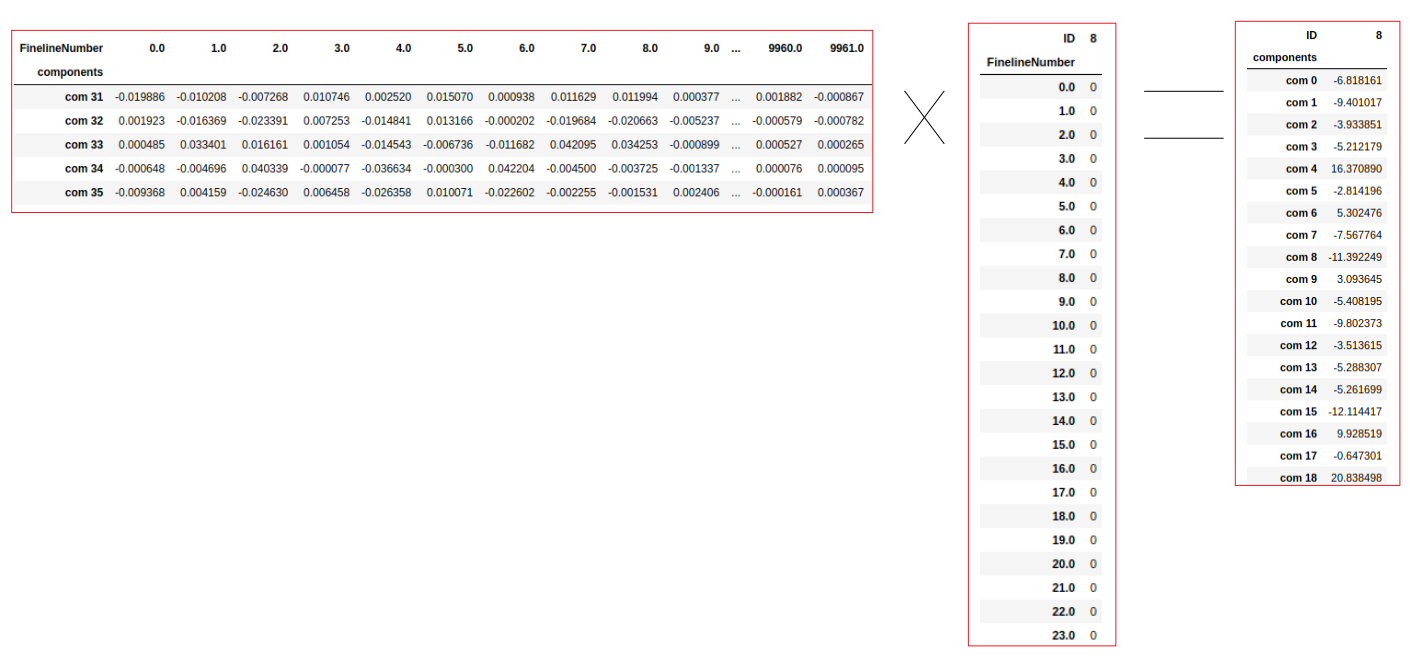 FinelineNumber 0.0 1.0 2.0 3.0 4.0 5.0 6.0 7.0 8.0 9.0 ... 9960.0 9961.0
components
com 31 -0.019886 -0.010208 -0.007268 0.010746 0.002520 0.015070 0.000938 0.011629 0.011994 0.000377 ... 0.001882 -0.000867
com 32 0.001923 -0.016369 -0.023391 0.007253 -0.014841 0.013166 -0.000202 -0.019684 -0.020663 -0.005237 ... -0.000579 -0.000782
com 33 0.000485 0.033401 0.016161 0.001054 -0.014543 -0.006736 -0.011682 0.042095 0.034253 -0.000899 ... 0.000527 0.000265
com 34 -0.000648 -0.004696 0.040339 -0.000077 -0.036634 -0.000300 0.042204 -0.004500 -0.003725 -0.001337 ... 0.000076 0.000095
com 35 -0.009368 0.004159 -0.024630 0.006458 -0.026358 0.010071 -0.022602 -0.002255 -0.001531 0.002406 ... -0.000161 0.000367
ID 8
FinelineNumber
0.0 0
1.0 0
2.0 0
3.0 0
4.0 0
5.0 0
6.0 0
7.0 0
8.0 0
9.0 0
10.0 0
11.0 0
12.0 0
13.0 0
14.0 0
15.0 0
16.0 0
17.0 0
18.0 0
19.0 0
20.0 0
21.0 0
22.0 0
23.0 0
ID 8
components
com 0 -6.818161
com 1 -9.401017
com 2 -3.933851
com 3 -5.212179
com 4 16.370890
com 5 -2.814196
com 6 5.302476
com 7 -7.567764
com 8 -11.392249
com 9 3.093645
com 10 -5.408195
com 11 -9.802373
com 12 -3.513615
com 13 -5.288307
com 14 -5.261699
com 15 -12.114417
com 16 9.928519
com 17 -0.647301
com 18 20.838498